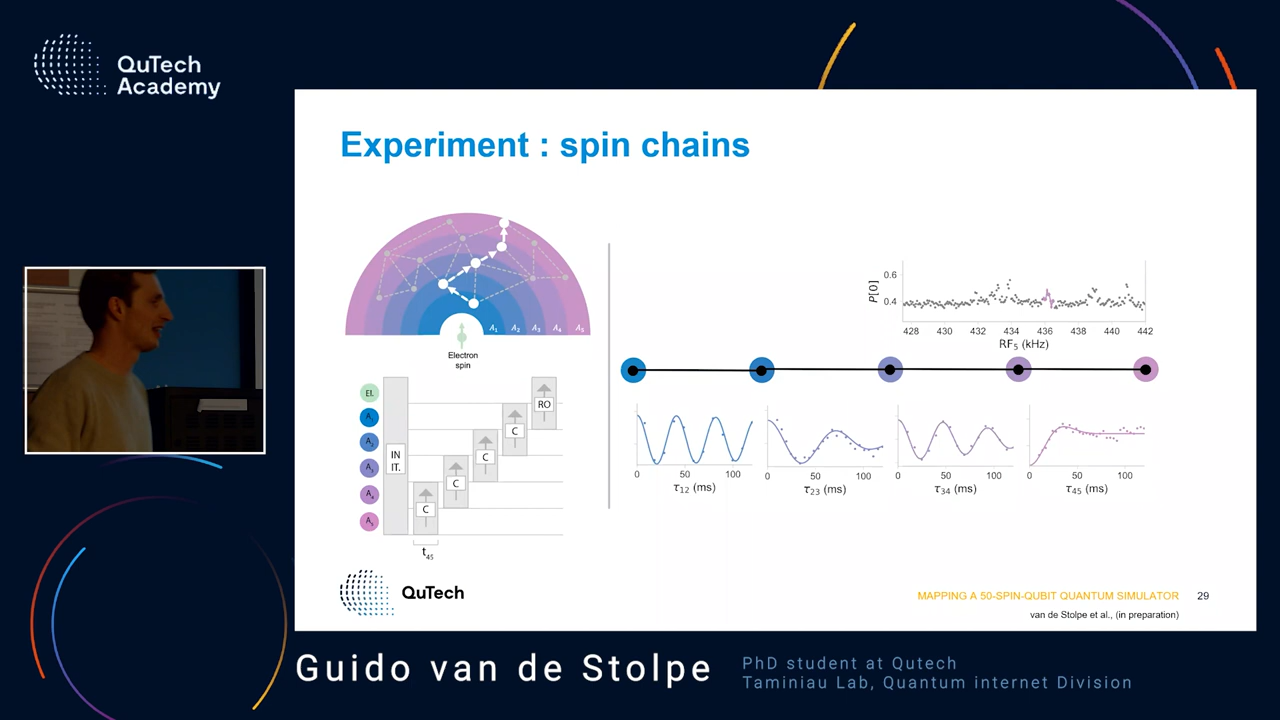 QuTech
Academy
Experiment : spin chains
A₁ A₂ A₃ A₄ A₅
Electron
spin
EL
A₁
A₂
A₃
A₄
A₅
IN
IT.
C
C
C
C
RO
t₄₅
P[0]
0.6
0.4
428 430 432 434 436 438 440 442
RF₅ (kHz)
0 50 100
τ₁₂ (ms)
0 50 100
τ₂₃ (ms)
0 50 100
τ₃₄ (ms)
0 50 100
τ₄₅ (ms)
QuTech
MAPPING A 50-SPIN-QUBIT QUANTUM SIMULATOR 29
van de Stolpe et al., (in preparation)
Guido van de Stolpe
PhD student at Qutech
Taminiau Lab, Quantum internet Division